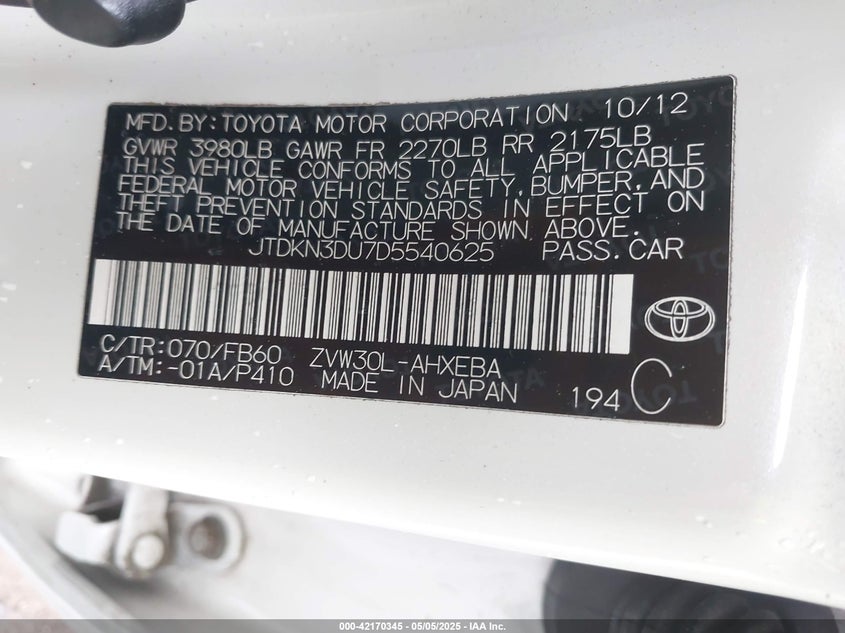 MFD.BY:TOYOTA MOTOR CORPORATION 10/12
GVWR 3980LB GAWR FR 2270LB RR 2175LB
THIS VEHICLE CONFORMS TO ALL APPLICABLE
FEDERAL MOTOR VEHICLE SAFETY,BUMPER,AND
THEFT PREVENTION STANDARDS IN EFFECT ON
THE DATE OF MANUFACTURE SHOWN ABOVE.
JTDKN3DU7D5540625 PASS.CAR
C/TR:070/FB60 ZVW30L-AHXEBA
A/TM:-01A/P410 MADE IN JAPAN 194 C
000-42170345 - 05/05/2025 - IAA Inc.